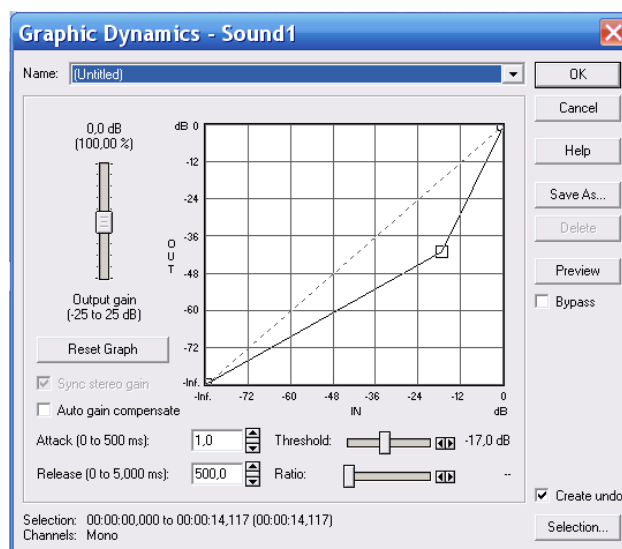 Graphic Dynamics - Sound1
Name: (Untitled)
OK
Cancel
Help
Save As...
Delete
Preview
Bypass
0,0 dB
(100,00 %)
Output gain
(-25 to 25 dB)
Reset Graph
Sync stereo gain
Auto gain compensate
dB 0
-12
-24
-36
-48
-60
-72
-Inf.
OUT
-Inf. -72 -60 -48 -36 -24 -12 0
IN dB
Attack (0 to 500 ms): 1,0 Threshold: -17,0 dB
Release (0 to 5,000 ms): 500,0 Ratio: --
Create undo
Selection: 00:00:00,000 to 00:00:14,117 (00:00:14,117)
Channels: Mono
Selection...